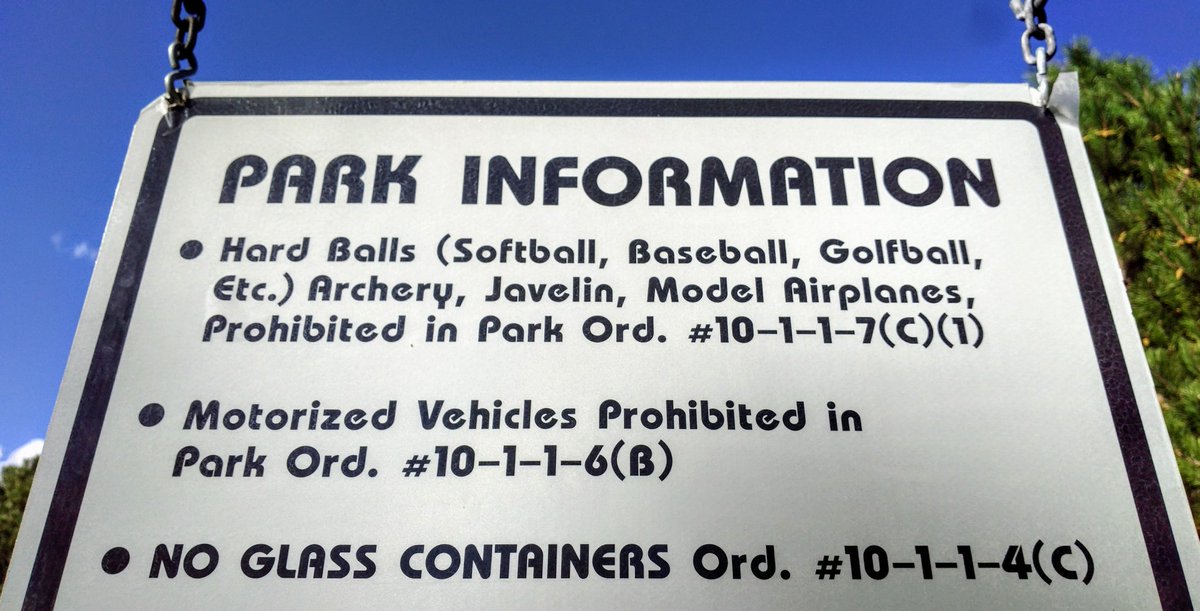 PARK INFORMATION
• Hard Balls (Softball, Baseball, Golfball,
Etc.) Archery, Javelin, Model Airplanes,
Prohibited in Park Ord. #10-1-1-7(C)(1)
• Motorized Vehicles Prohibited in
Park Ord. #10-1-1-6(B)
• NO GLASS CONTAINERS Ord. #10-1-1-4(C)